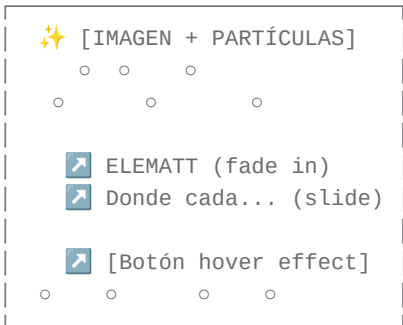 ✨ [IMAGEN + PARTÍCULAS]
○ ○ ○
○ ○ ○
↗ ELEMATT (fade in)
↗ Donde cada... (slide)
↗ [Botón hover effect]
○ ○ ○ ○